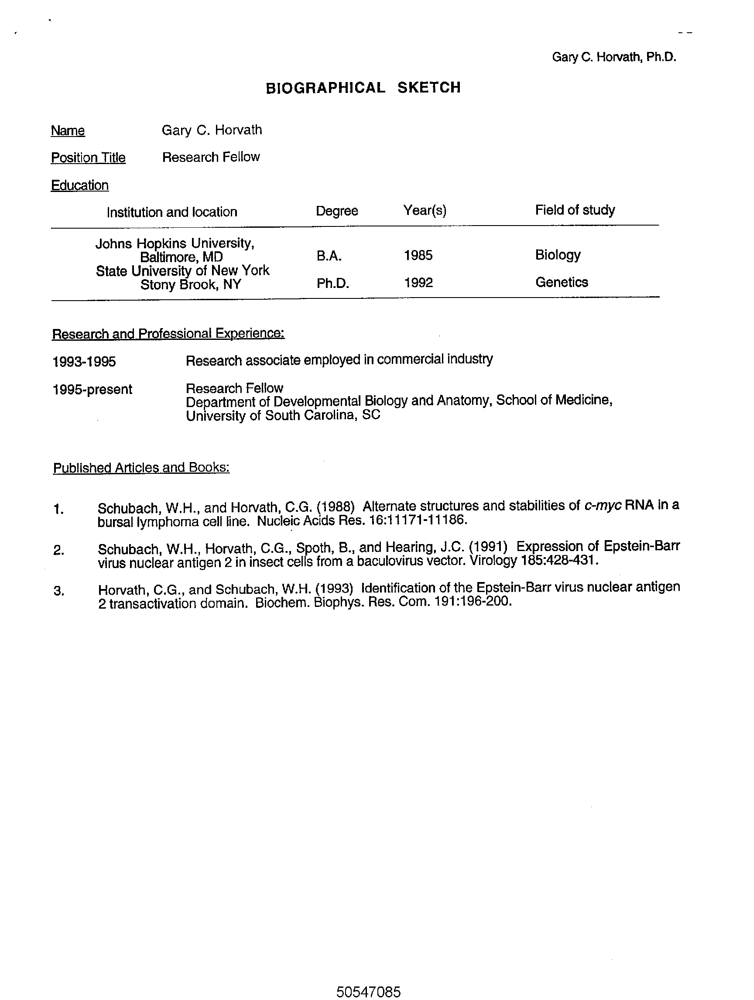 Gary C. Horvath, Ph.D.
BIOGRAPHICAL SKETCH
Name Gary C. Horvath
Position Title Research Fellow
Education
Institution and location Degree Year(s) Field of study
Johns Hopkins University,
Baltimore, MD B.A. 1985 Biology
State University of New York
Stony Brook, NY Ph.D. 1992 Genetics
Research and Professional Experience:
1993-1995 Research associate employed in commercial industry
1995-present Research Fellow
Department of Developmental Biology and Anatomy, School of Medicine,
University of South Carolina, SC
Published Articles and Books:
1. Schubach, W.H., and Horvath, C.G. (1988) Alternate structures and stabilities of c-myc RNA in a
bursal lymphoma cell line. Nucleic Acids Res. 16:11171-11186.
2. Schubach, W.H., Horvath, C.G., Spoth, B., and Hearing, J.C. (1991) Expression of Epstein-Barr
virus nuclear antigen 2 in insect cells from a baculovirus vector. Virology 185:428-431.
3. Horvath, C.G., and Schubach, W.H. (1993) Identification of the Epstein-Barr virus nuclear antigen
2 transactivation domain. Biochem. Biophys. Res. Com. 191:196-200.
50547085